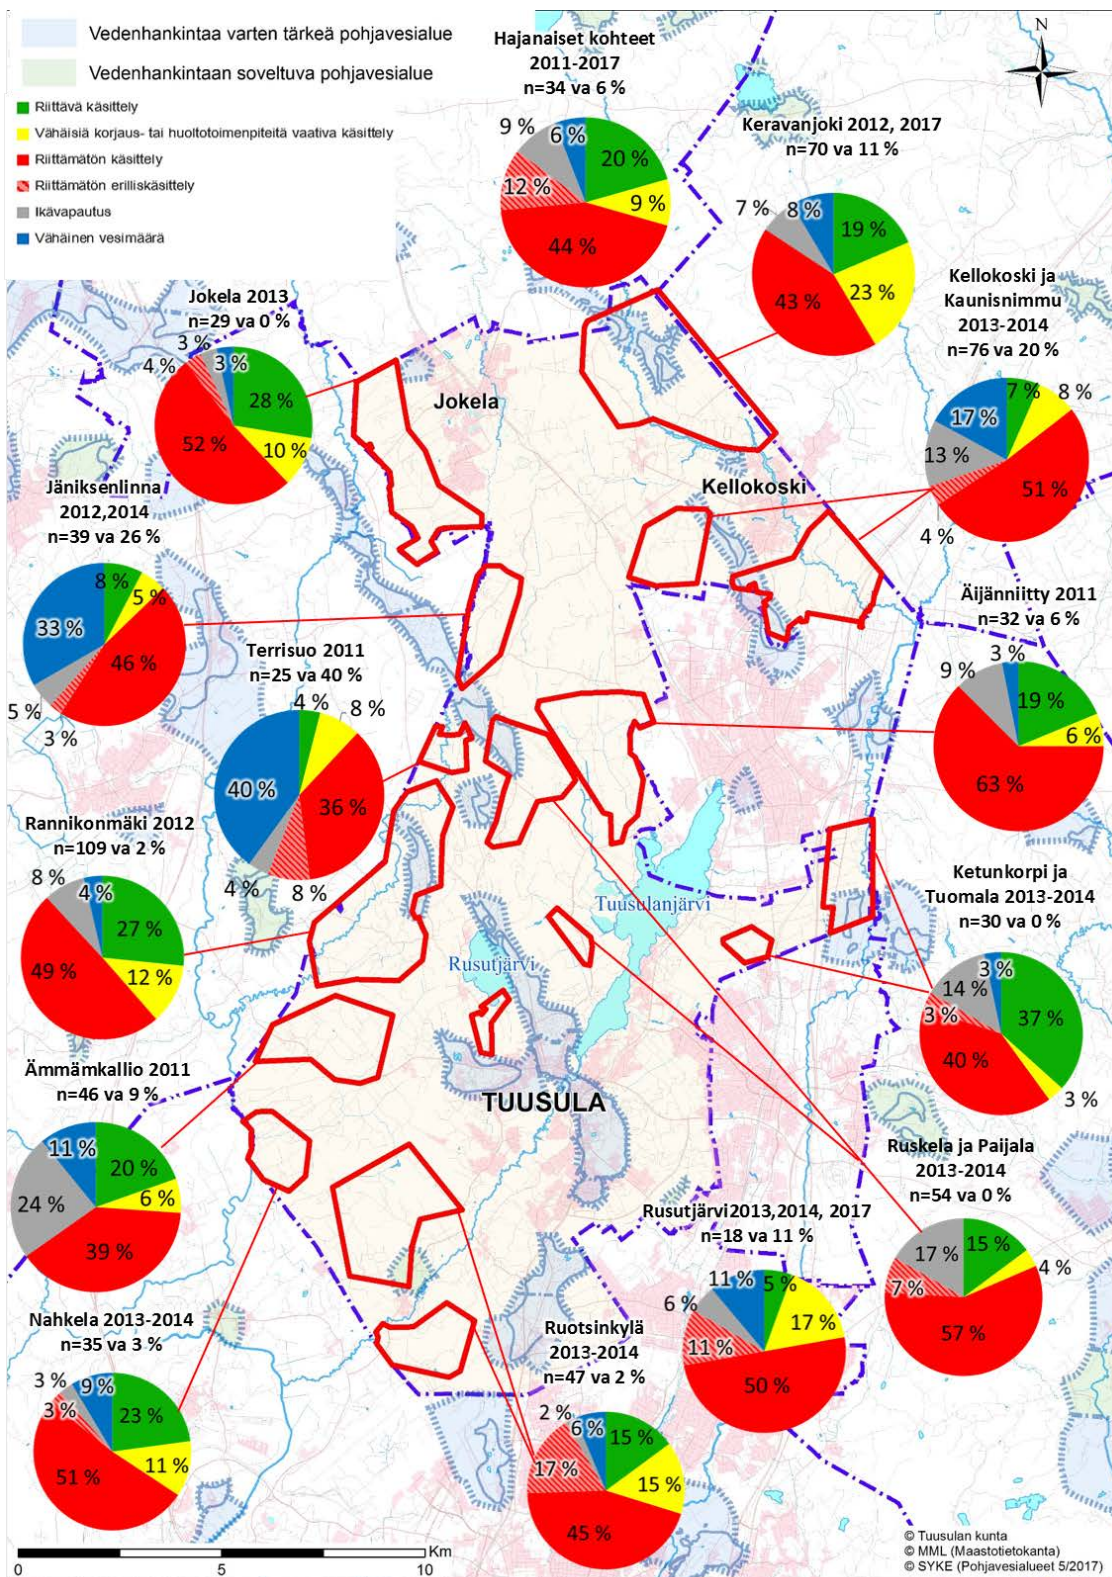 Vedenhankintaa varten tärkeä pohjavesialue
Vedenhankintaan soveltuva pohjavesialue
Riittävä käsittely
Vähäisiä korjaus- tai huoltotoimenpiteitä vaativa käsittely
Riittämätön käsittely
Riittämätön erilliskäsittely
Ikävapautus
Vähäinen vesimäärä
N
Hajanaiset kohteet
2011-2017
n=34 va 6 %
9 %
6 %
20 %
12 %
9 %
44 %
Keravanjoki 2012, 2017
n=70 va 11 %
7 %
8 %
19 %
43 %
23 %
Kellokoski ja
Kaunisnimmu
2013-2014
n=76 va 20 %
7 %
8 %
17 %
13 %
51 %
4 %
Jokela 2013
n=29 va 0 %
3 %
4 %
3 %
28 %
52 %
10 %
Jokela
Kellokoski
Jäniksenlinna
2012,2014
n=39 va 26 %
8 %
5 %
33 %
46 %
5 %
3 %
Terrisuo 2011
n=25 va 40 %
4 %
8 %
40 %
36 %
4 %
8 %
Äijänniitty 2011
n=32 va 6 %
3 %
9 %
19 %
6 %
63 %
Rannikonmäki 2012
n=109 va 2 %
8 %
4 %
27 %
49 %
12 %
Tuusulanjärvi
Rusutjärvi
Ketunkorpi ja
Tuomala 2013-2014
n=30 va 0 %
3 %
14 %
3 %
37 %
40 %
3 %
Ämmämkallio 2011
n=46 va 9 %
11 %
20 %
24 %
6 %
39 %
TUUSULA
Ruskela ja Paijala
2013-2014
n=54 va 0 %
17 %
15 %
4 %
7 %
57 %
Rusutjärvi2013,2014, 2017
n=18 va 11 %
11 %
5 %
6 %
17 %
11 %
50 %
Nahkela 2013-2014
n=35 va 3 %
3 %
9 %
3 %
23 %
11 %
51 %
Ruotsinkylä
2013-2014
n=47 va 2 %
2 %
6 %
15 %
17 %
15 %
45 %
0
5
10
Km
© Tuusulan kunta
© MML (Maastotietokanta)
© SYKE (Pohjavesialueet 5/2017)